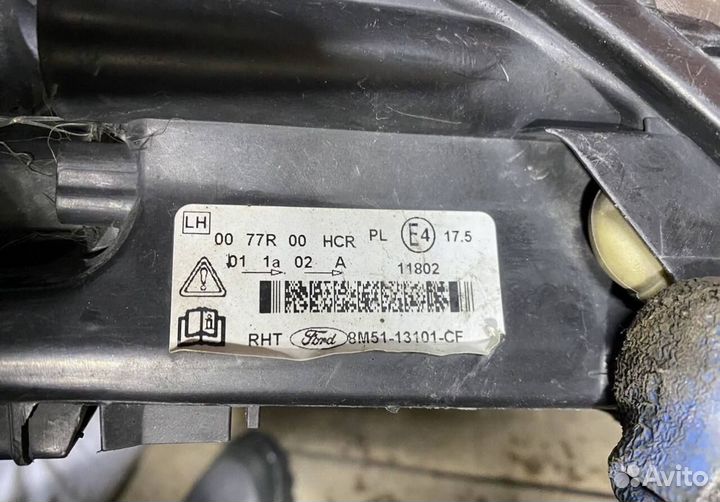 LH
00 77R 00 HCR PL E4 17.5
01 1a 02 A 11802
RHT Ford 8M51-13101-CF
Avito